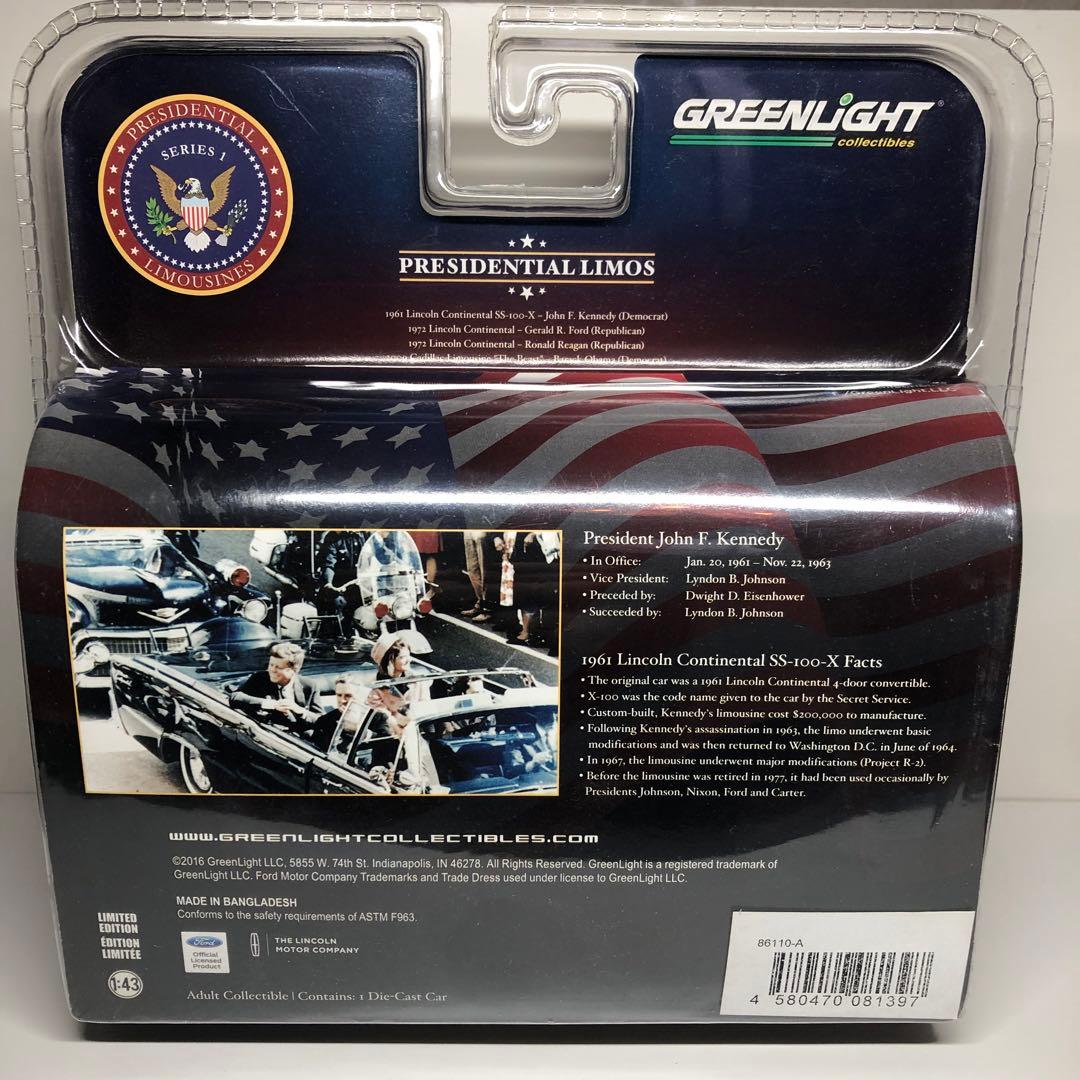 PRESIDENTIAL
SERIES 1
LIMOUSINES
GREENLIGHT®
collectibles
PRESIDENTIAL LIMOS
1961 Lincoln Continental SS-100-X – John F. Kennedy (Democrat)
1972 Lincoln Continental – Gerald R. Ford (Republican)
1972 Lincoln Continental – Ronald Reagan (Republican)
2009 Cadillac Limousine "The Beast" – Barack Obama (Democrat)
President John F. Kennedy
• In Office: Jan. 20, 1961 – Nov. 22, 1963
• Vice President: Lyndon B. Johnson
• Preceded by: Dwight D. Eisenhower
• Succeeded by: Lyndon B. Johnson
1961 Lincoln Continental SS-100-X Facts
• The original car was a 1961 Lincoln Continental 4-door convertible.
• X-100 was the code name given to the car by the Secret Service.
• Custom-built, Kennedy's limousine cost $200,000 to manufacture.
• Following Kennedy's assassination in 1963, the limo underwent basic
modifications and was then returned to Washington D.C. in June of 1964.
• In 1967, the limousine underwent major modifications (Project R-2).
• Before the limousine was retired in 1977, it had been used occasionally by
Presidents Johnson, Nixon, Ford and Carter.
www.GREENLIGHTCOLLECTIBLES.com
©2016 GreenLight LLC, 5855 W. 74th St. Indianapolis, IN 46278. All Rights Reserved. GreenLight is a registered trademark of
GreenLight LLC. Ford Motor Company Trademarks and Trade Dress used under license to GreenLight LLC.
MADE IN BANGLADESH
Conforms to the safety requirements of ASTM F963.
LIMITED
EDITION
ÉDITION
LIMITÉE
1:43
Ford
Official
Licensed
Product
THE LINCOLN
MOTOR COMPANY
Adult Collectible | Contains: 1 Die-Cast Car
86110-A
4 580470 081397